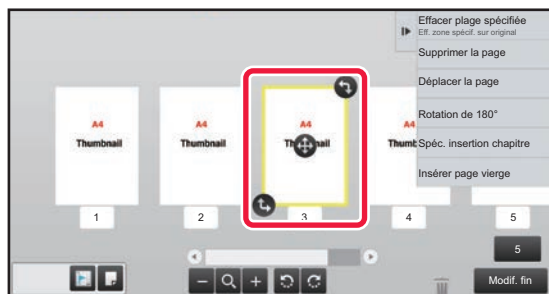 Effacer plage spécifiée
Eff. zone spécif. sur original
Supprimer la page
Déplacer la page
Rotation de 180°
Spéc. insertion chapitre
Insérer page vierge
A4
Thumbnail
A4
Thumbnail
A4
A4
1
2
3
4
5
5
Modif. fin